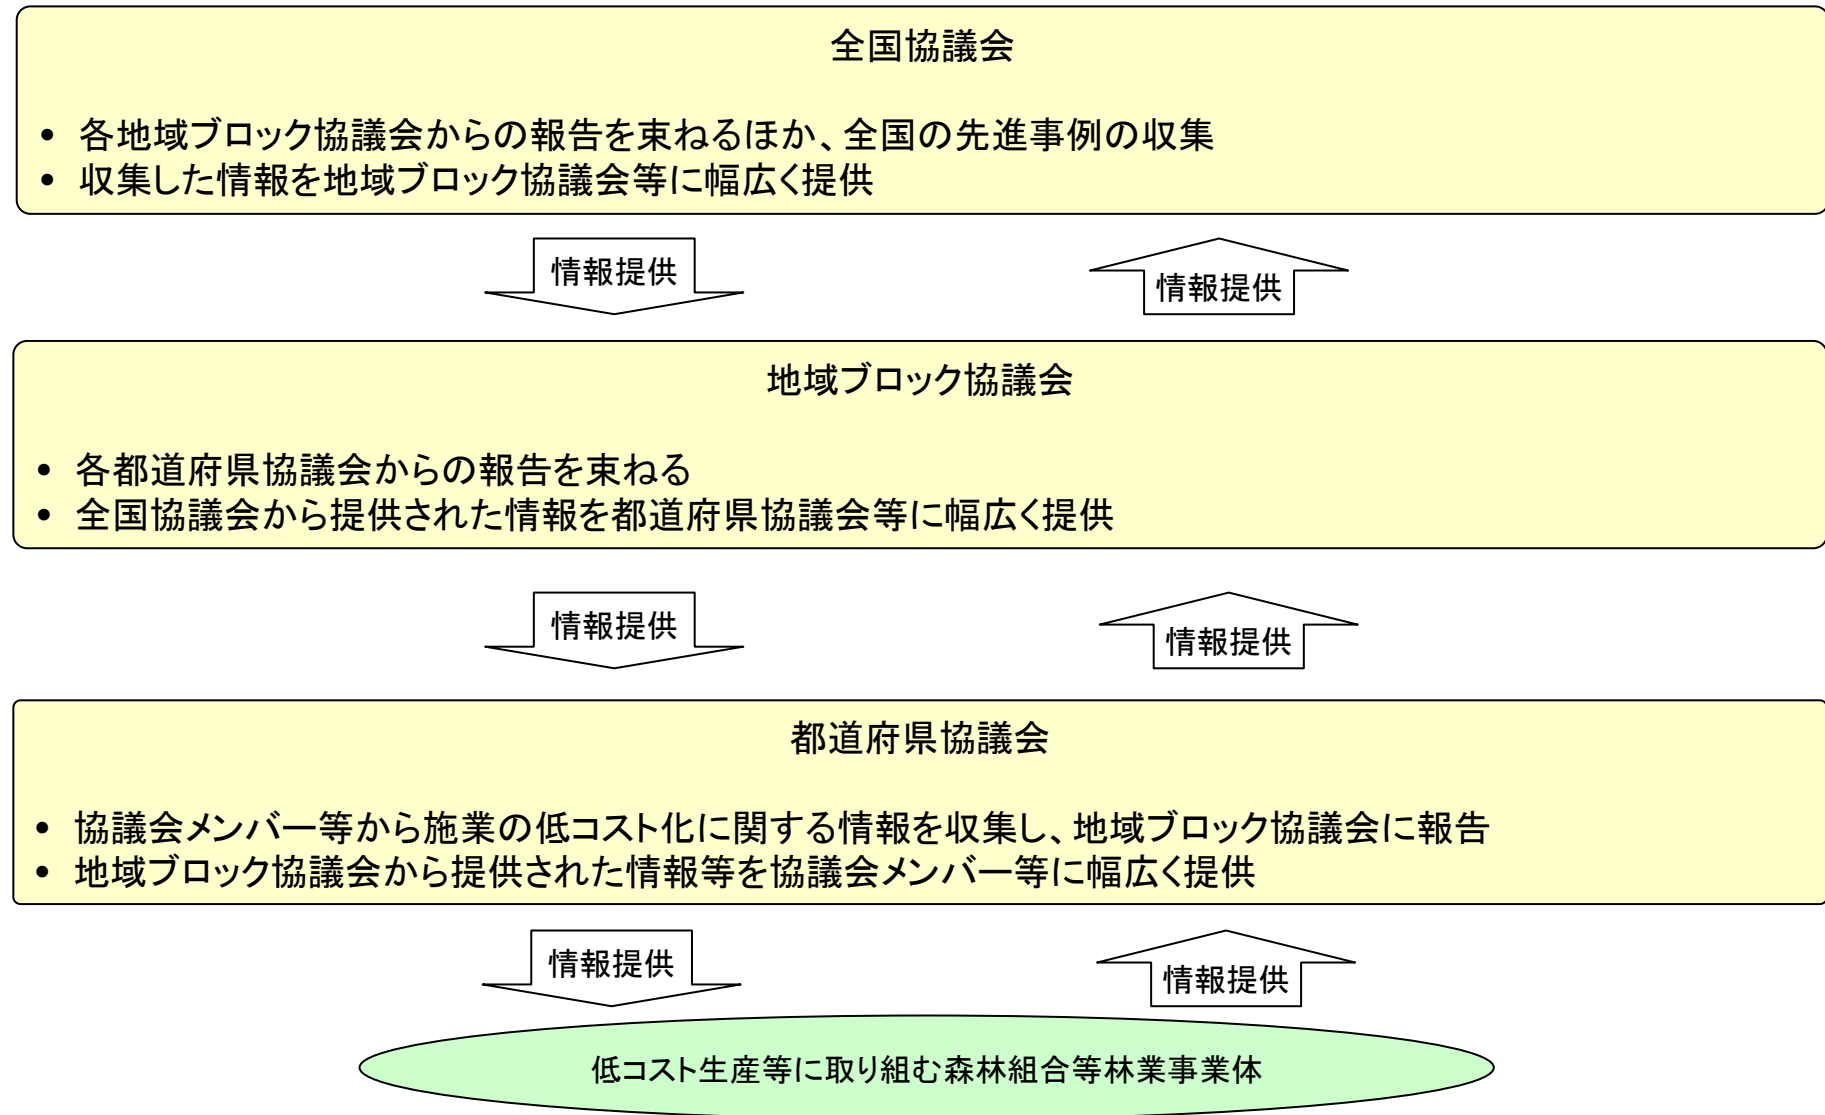 全国協議会
• 各地域ブロック協議会からの報告を束ねるほか、全国の先進事例の収集
• 収集した情報を地域ブロック協議会等に幅広く提供
情報提供
情報提供
地域ブロック協議会
• 各都道府県協議会からの報告を束ねる
• 全国協議会から提供された情報を都道府県協議会等に幅広く提供
情報提供
情報提供
都道府県協議会
• 協議会メンバー等から施業の低コスト化に関する情報を収集し、地域ブロック協議会に報告
• 地域ブロック協議会から提供された情報等を協議会メンバー等に幅広く提供
情報提供
情報提供
低コスト生産等に取り組む森林組合等林業事業体